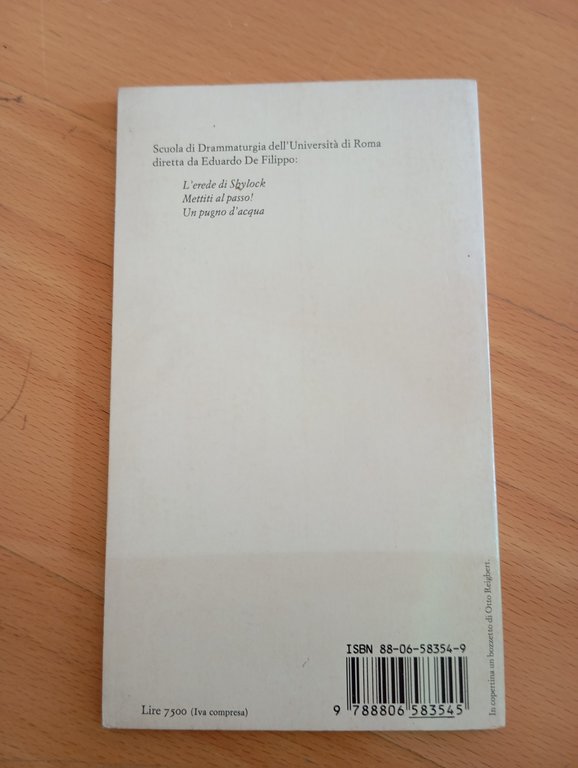 Scuola di Drammaturgia dell'Università di Roma
diretta da Eduardo De Filippo:
L'erede di Shylock
Mettiti al passo!
Un pugno d'acqua
In copertina un bozzetto di Otto Reigbert.
ISBN 88-06-58354-9
9 788806 583545
Lire 7500 (Iva compresa)